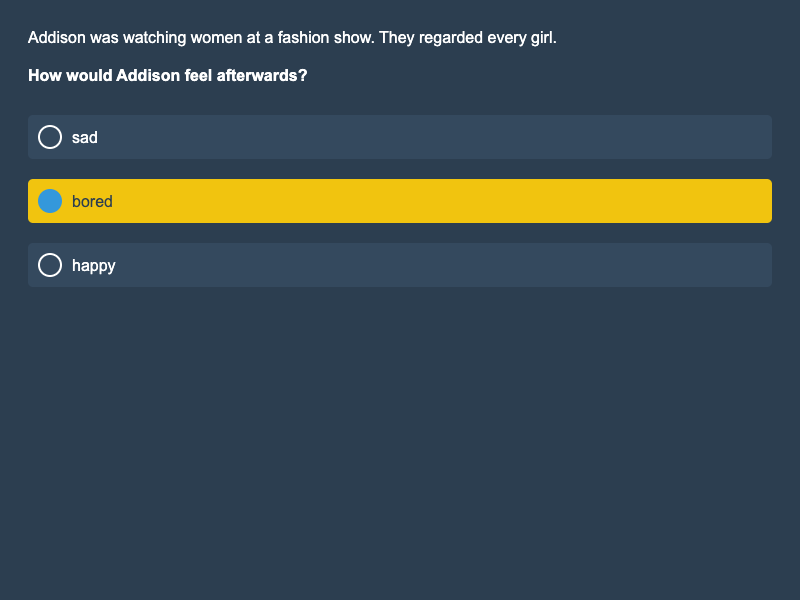 Addison was watching women at a fashion show. They regarded every girl.
How would Addison feel afterwards?
sad
bored
happy